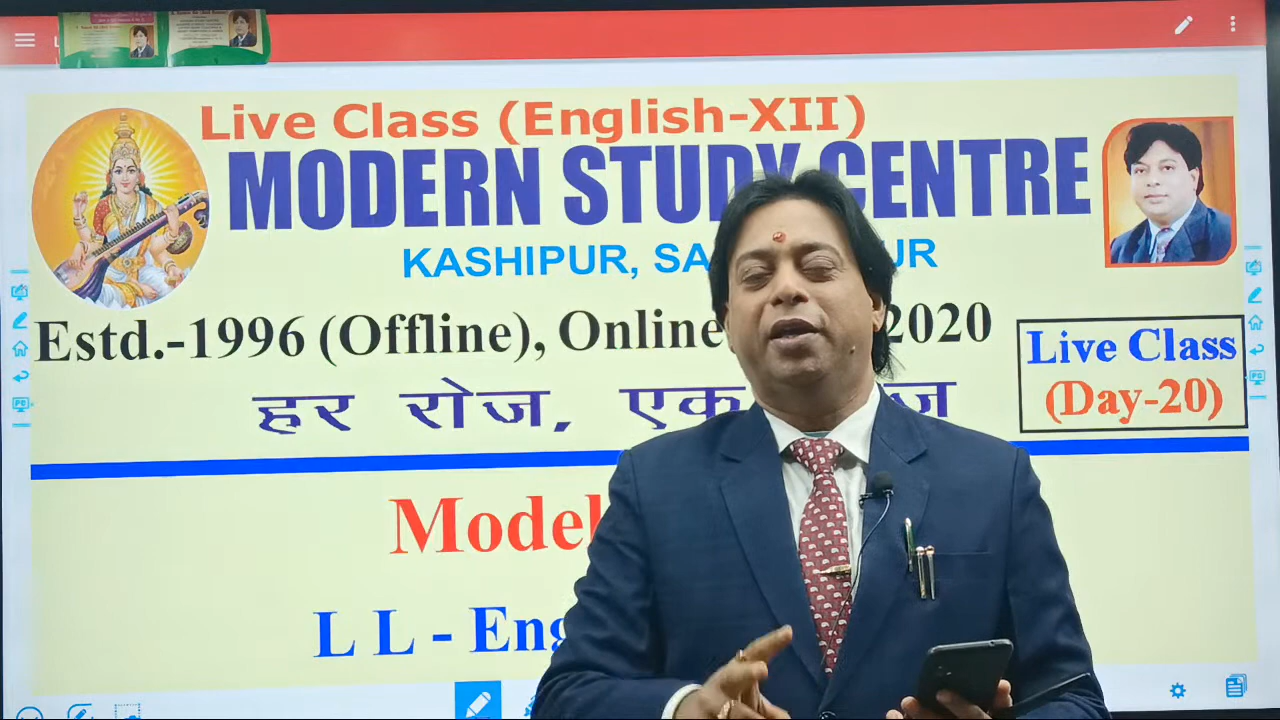 Live Class (English-XII)
MODERN STUDY CENTRE
KASHIPUR, SA UR
Estd.-1996 (Offline), Online 2020
हर रोज, एक
Live Class
(Day-20)
Model
L L - Eng